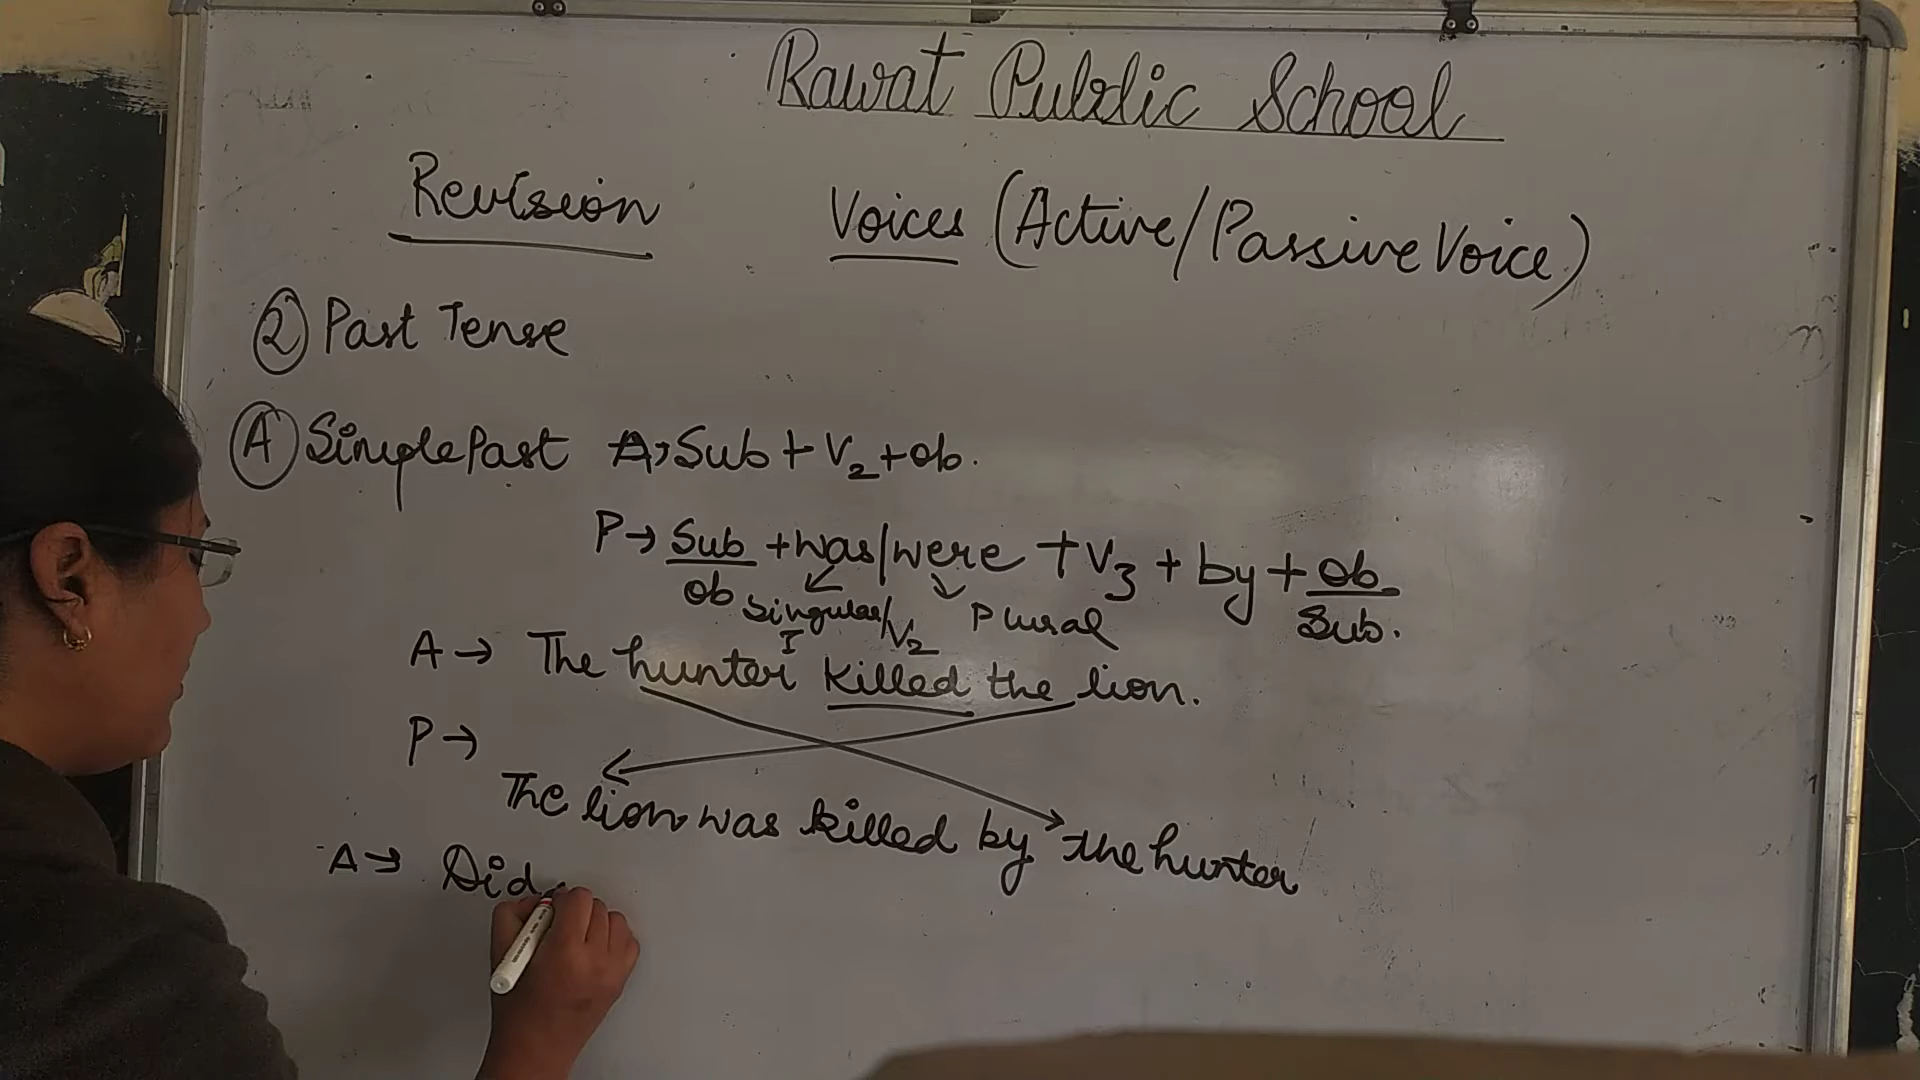 Rawat Public School
Revision Voices (Active/Passive Voice)
② Past Tense
Ⓐ Simple Past A→ Sub + V2 + Ob.
P → Sub + was/were + V3 + by + Ob
Ob Singular/ Plural Sub.
I V2
A → The hunter killed the lion.
P →
The lion was killed by the hunter
A → Did